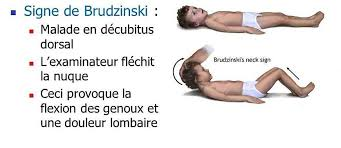 Signe de Brudzinski :
Malade en décubitus
dorsal
L'examinateur fléchit
la nuque
Ceci provoque la
flexion des genoux et
une douleur lombaire
Brudzinski's neck sign